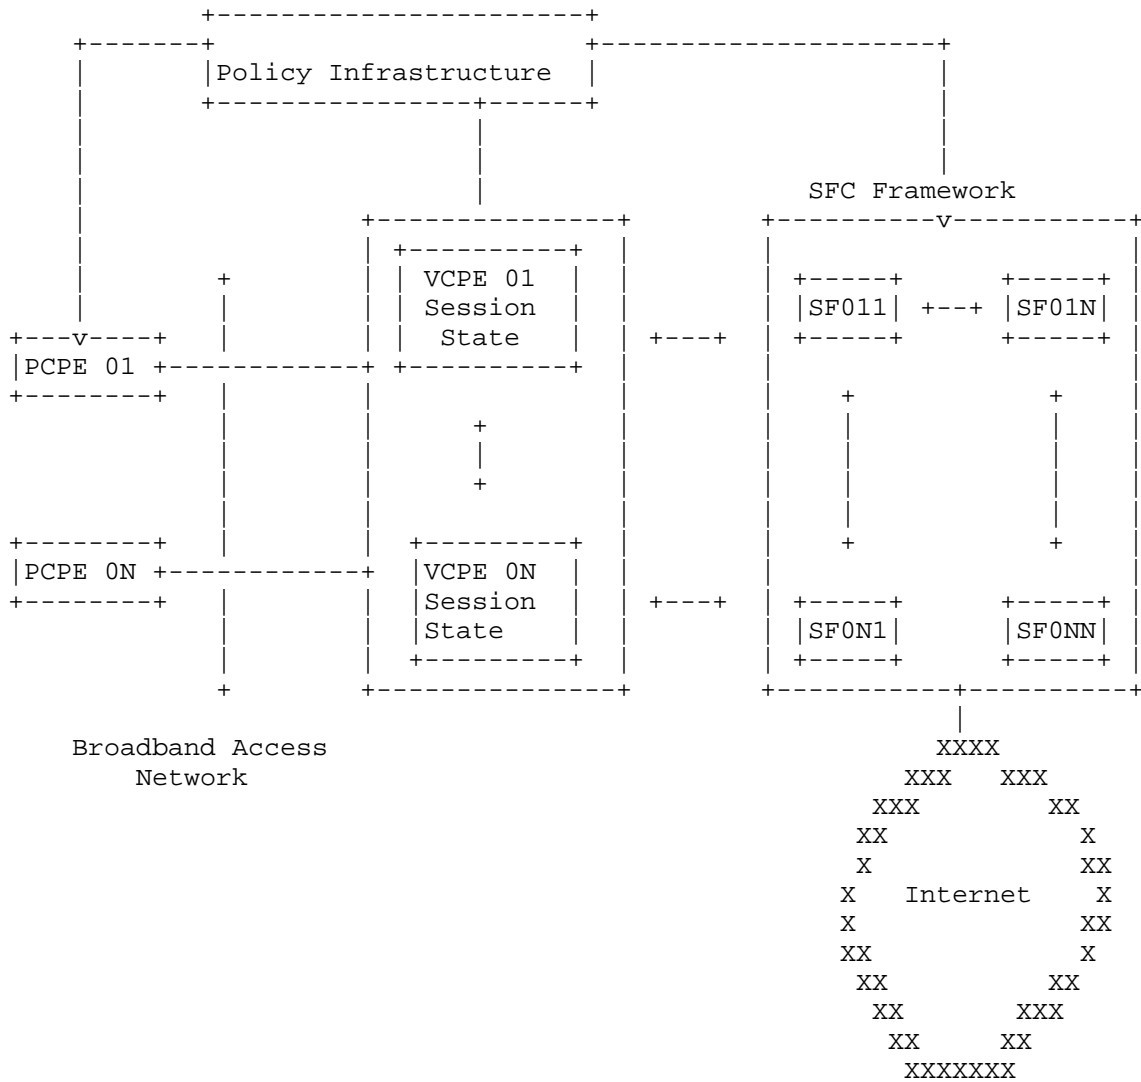 Policy Infrastructure
SFC Framework
VCPE 01
Session
State
SF011
SF01N
PCPE 01
PCPE 0N
VCPE 0N
Session
State
SF0N1
SF0NN
Broadband Access
Network
Internet